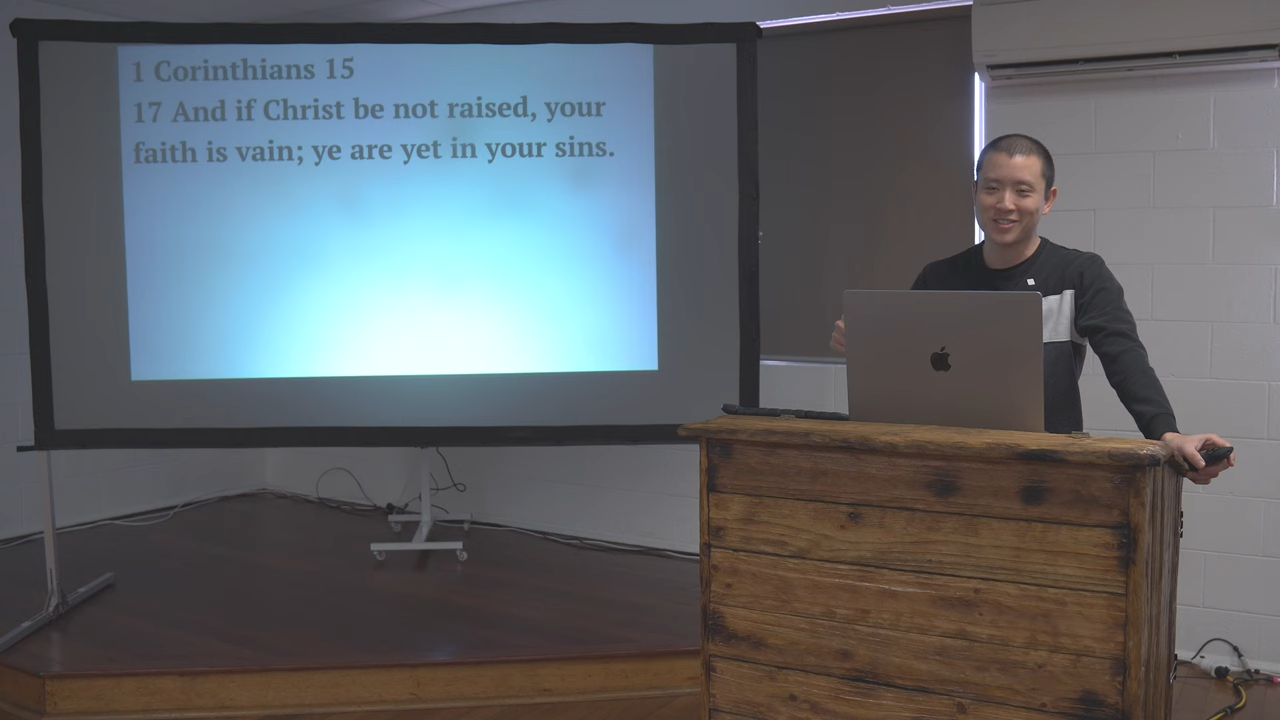 1 Corinthians 15
17 And if Christ be not raised, your
faith is vain; ye are yet in your sins.